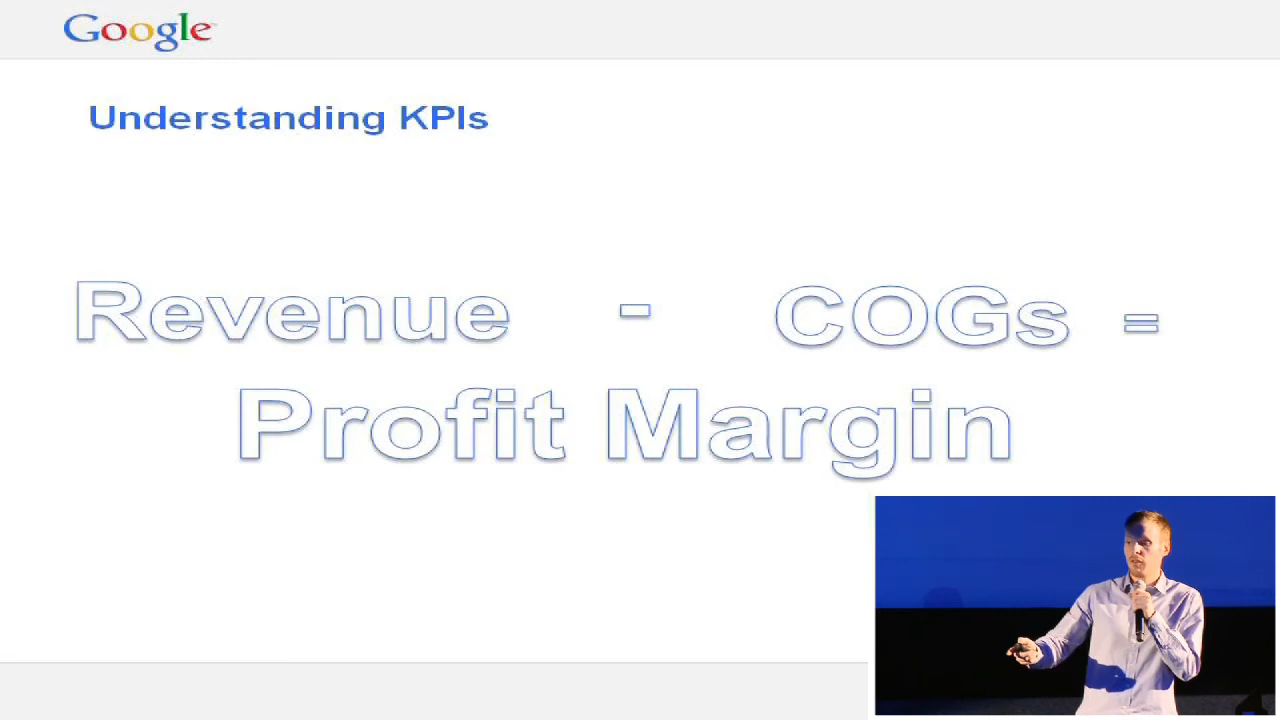 Google
Understanding KPIs
Revenue - COGs =
Profit Margin